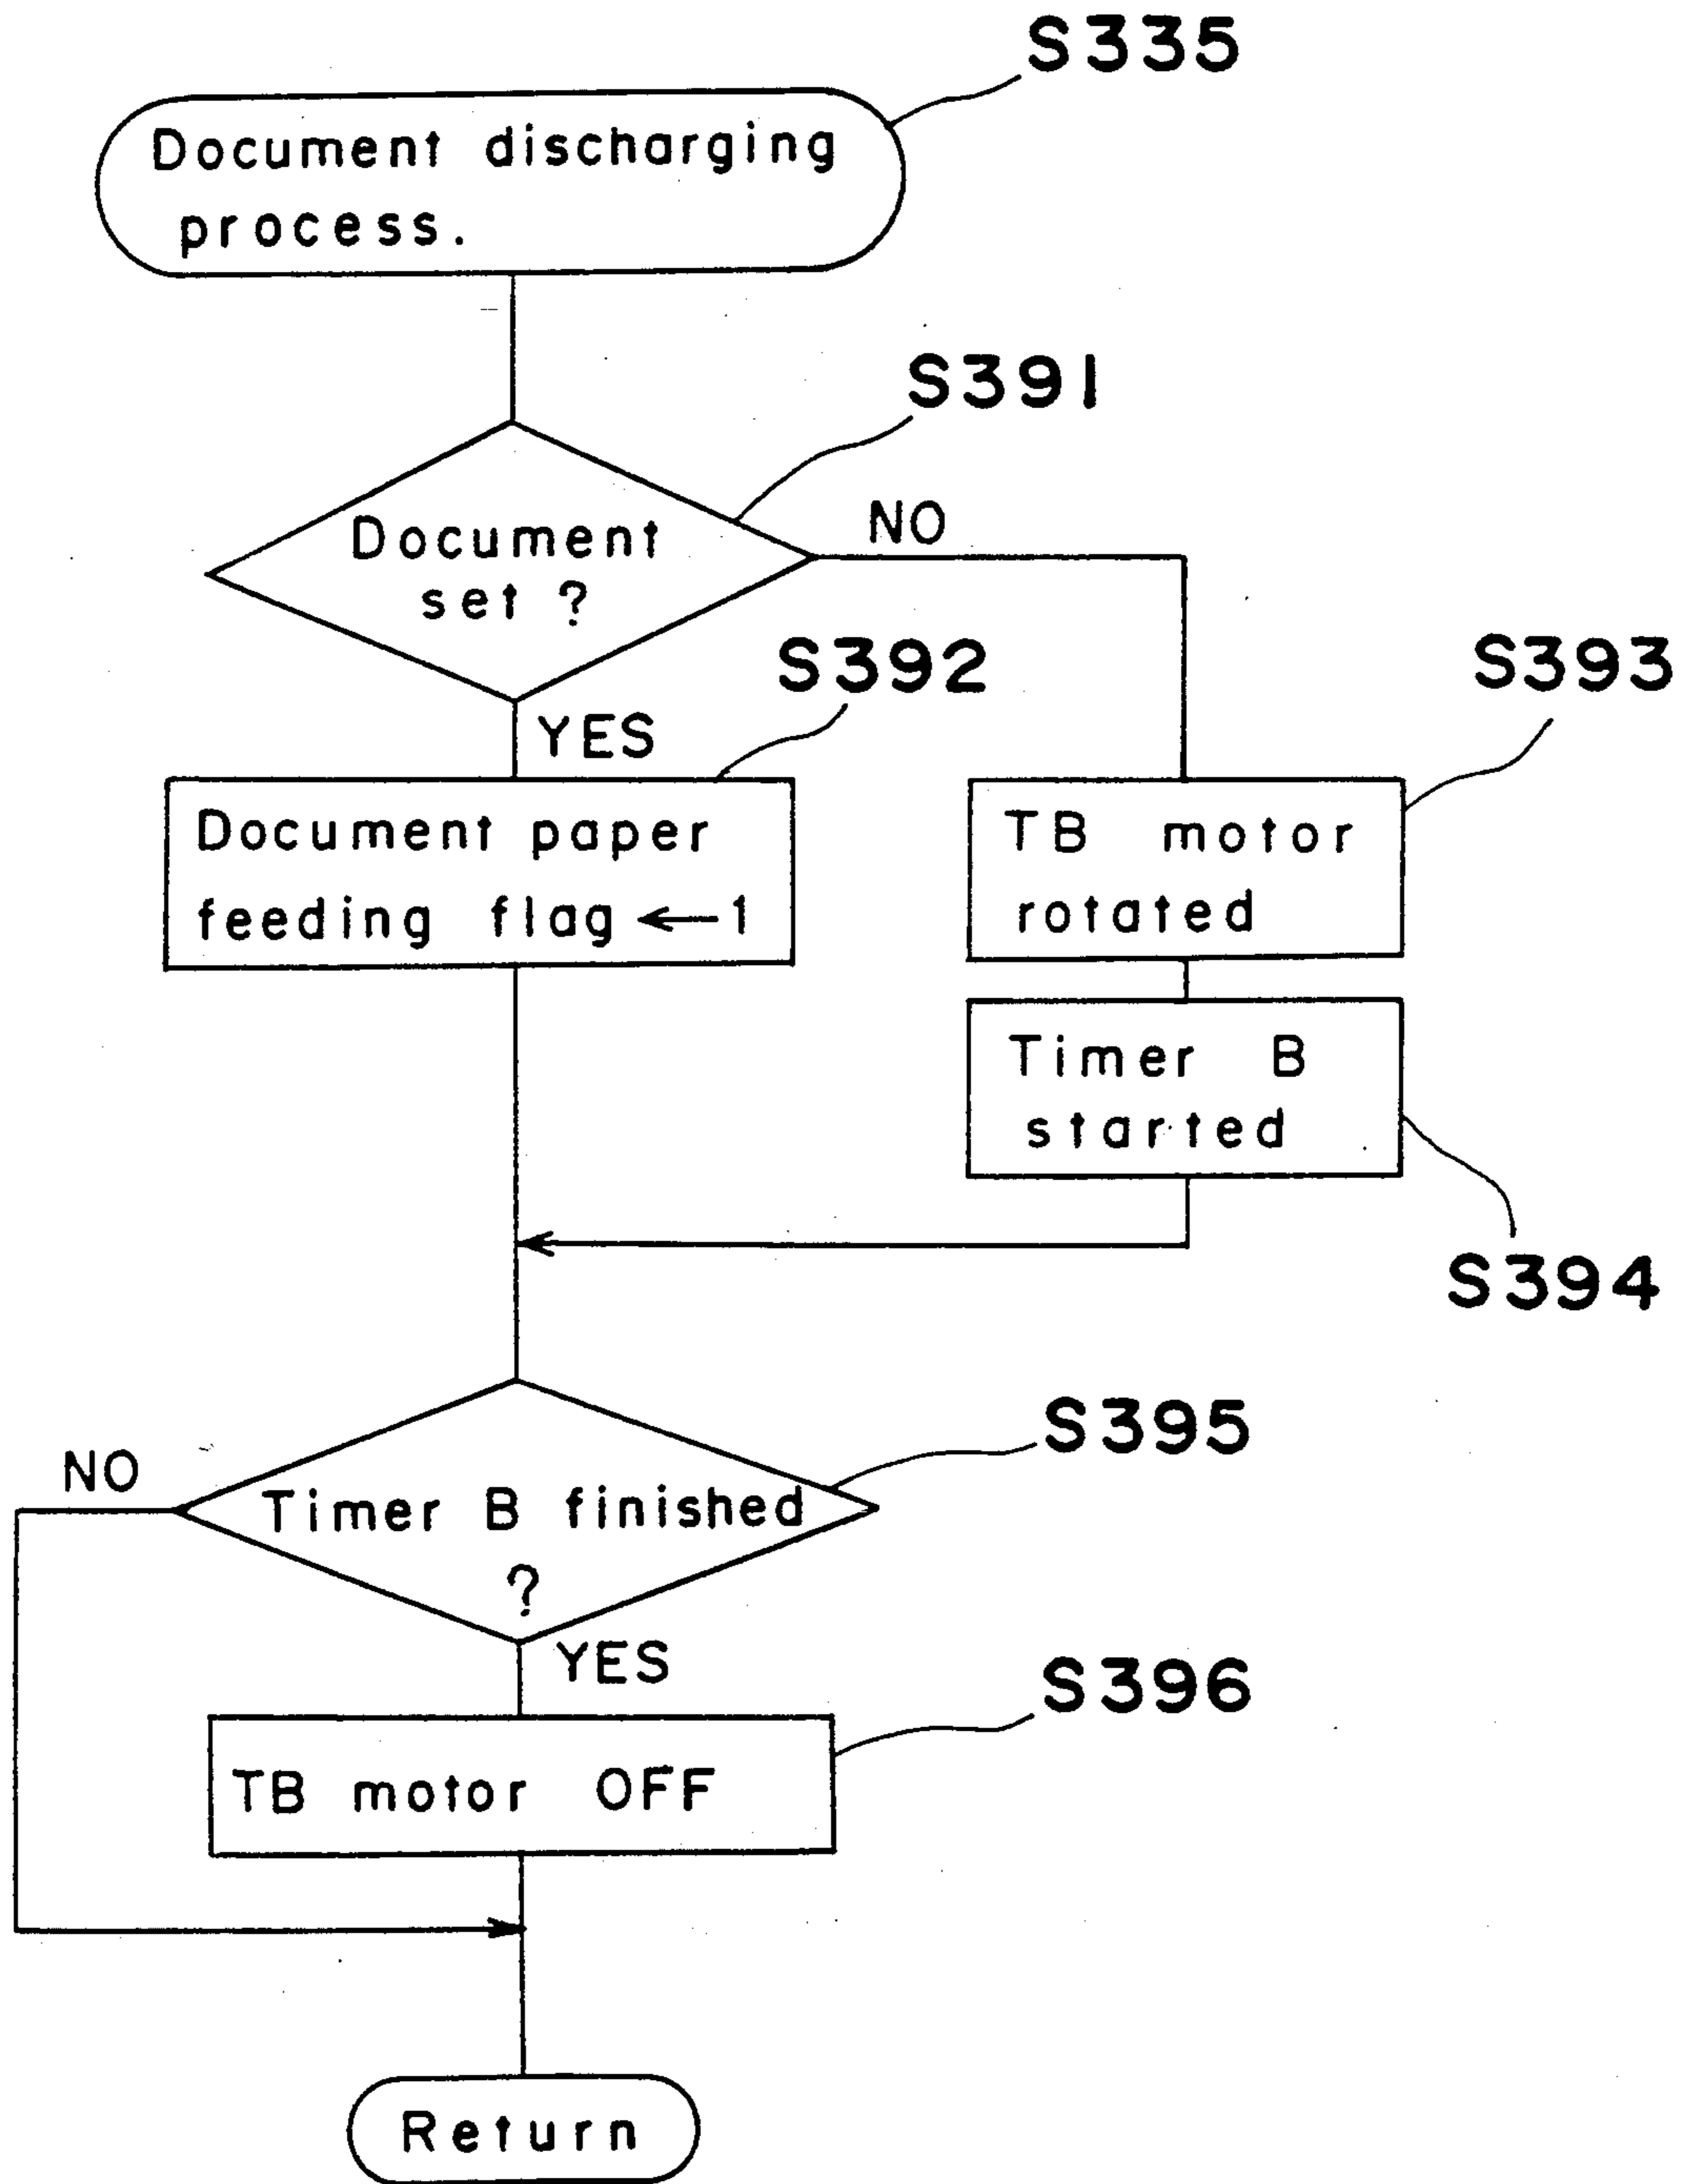 S335
Document discharging
process.
S391
Document
set ?
NO
YES
S392
Document paper
feeding flag ←1
S393
TB motor
rotated
Timer B
started
S394
S395
Timer B finished
?
NO
YES
S396
TB motor OFF
Return